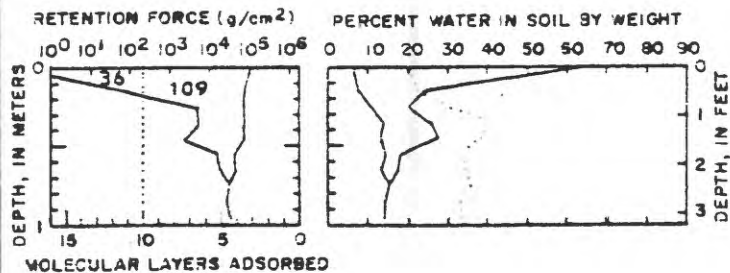 RETENTION FORCE (g/cm2)
PERCENT WATER IN SOIL BY WEIGHT
10⁰ 10¹ 10² 10³ 10⁴ 10⁵ 10⁶
0 10 20 30 40 50 60 70 80 90
0
36
109
0
1
2
3
1
DEPTH, IN METERS
DEPTH, IN FEET
15 10 5 0
MOLECULAR LAYERS ADSORBED